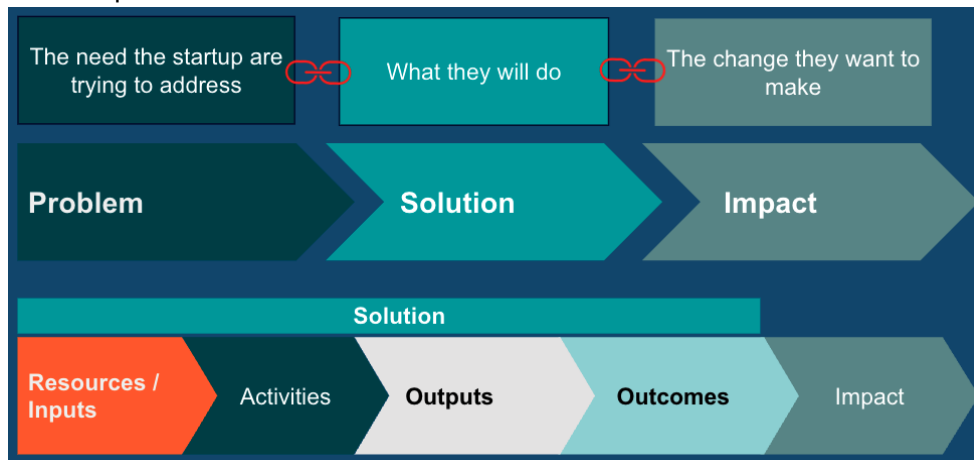 The need the startup are
trying to address
What they will do
The change they want to
make
Problem
Solution
Impact
Solution
Resources /
Inputs
Activities
Outputs
Outcomes
Impact